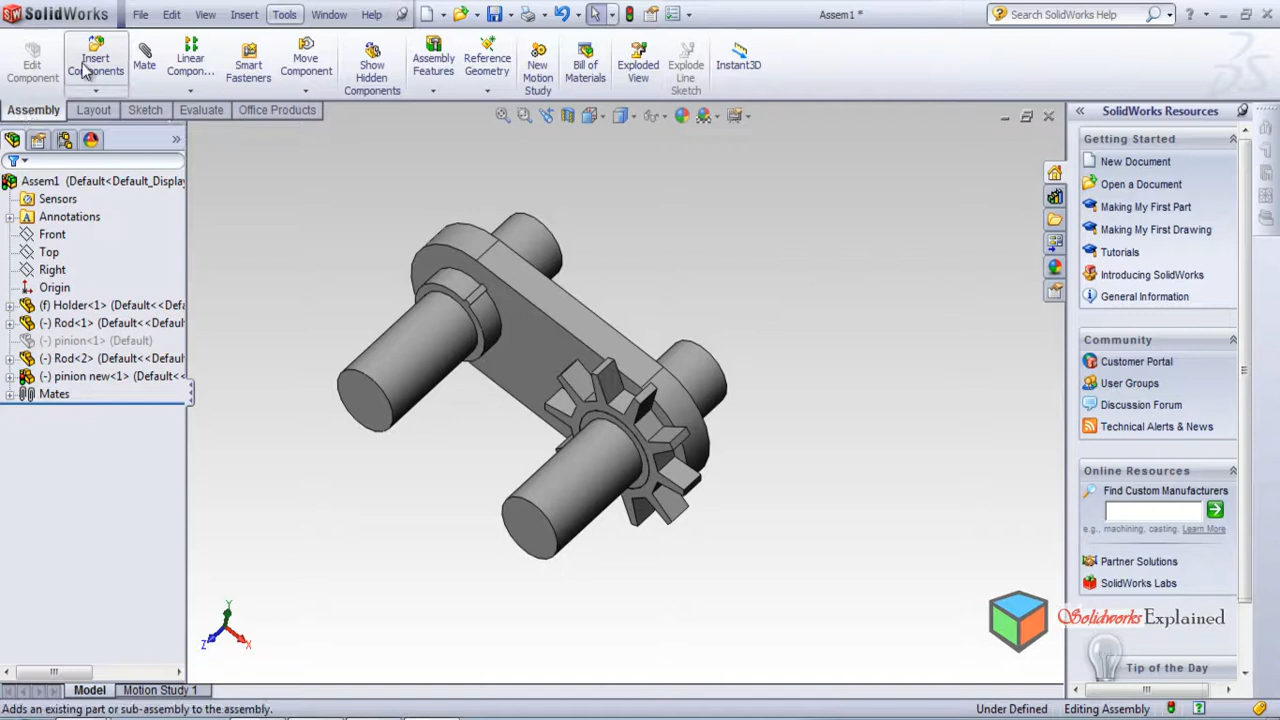 SolidWorks File Edit View Insert Tools Window Help Assem1 * Search SolidWorks Help
Edit Component
Insert Components
Mate
Linear Compon...
Smart Fasteners
Move Component
Show Hidden Components
Assembly Features
Reference Geometry
New Motion Study
Bill of Materials
Exploded View
Explode Line Sketch
Instant3D
Assembly Layout Sketch Evaluate Office Products
Assem1 (Default<Default_Display
Sensors
Annotations
Front
Top
Right
Origin
(f) Holder<1> (Default<<Defa
(-) Rod<1> (Default<<Default
(-) pinion<1> (Default)
(-) Rod<2> (Default<<Default
(-) pinion new<1> (Default<<
Mates
Y
Z X
SolidWorks Resources
Getting Started
New Document
Open a Document
Making My First Part
Making My First Drawing
Tutorials
Introducing SolidWorks
General Information
Community
Customer Portal
User Groups
Discussion Forum
Technical Alerts & News
Online Resources
Find Custom Manufacturers
e.g., machining, casting. Learn More
Partner Solutions
SolidWorks Labs
Solidworks Explained
Tip of the Day
Model Motion Study 1
Adds an existing part or sub-assembly to the assembly. Under Defined Editing Assembly